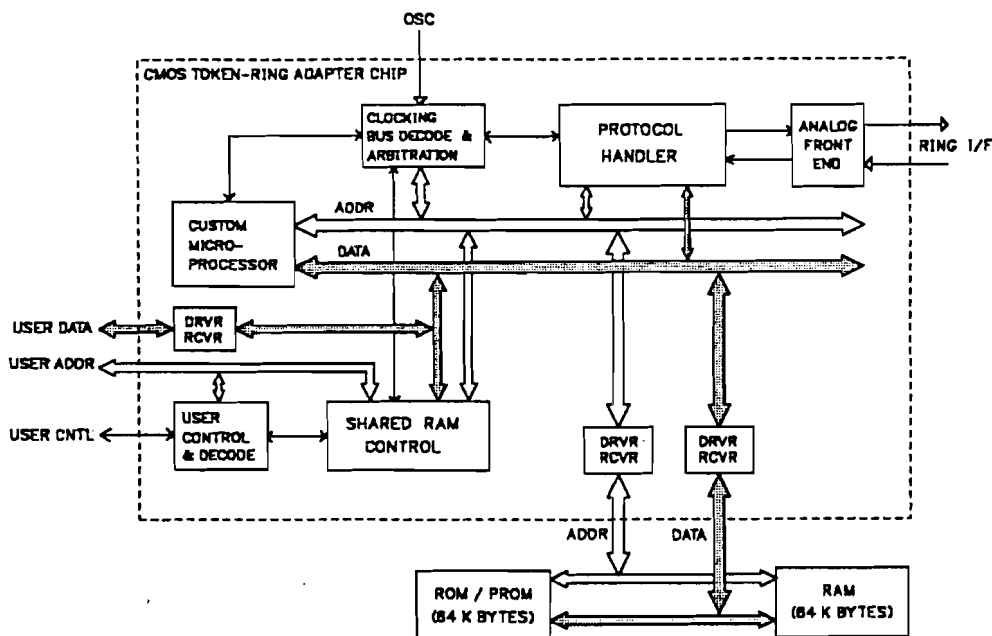 OSC
CMOS TOKEN-RING ADAPTER CHIP
CLOCKING
BUS DECODE &
ARBITRATION
PROTOCOL
HANDLER
ANALOG
FRONT
END
RING I/F
ADDR
CUSTOM
MICRO-
PROCESSOR
DATA
USER DATA
DRVR
RCVR
USER ADDR
USER CNTL
USER
CONTROL
& DECODE
SHARED RAM
CONTROL
DRVR
RCVR
DRVR
RCVR
ADDR
DATA
ROM / PROM
(64 K BYTES)
RAM
(64 K BYTES)